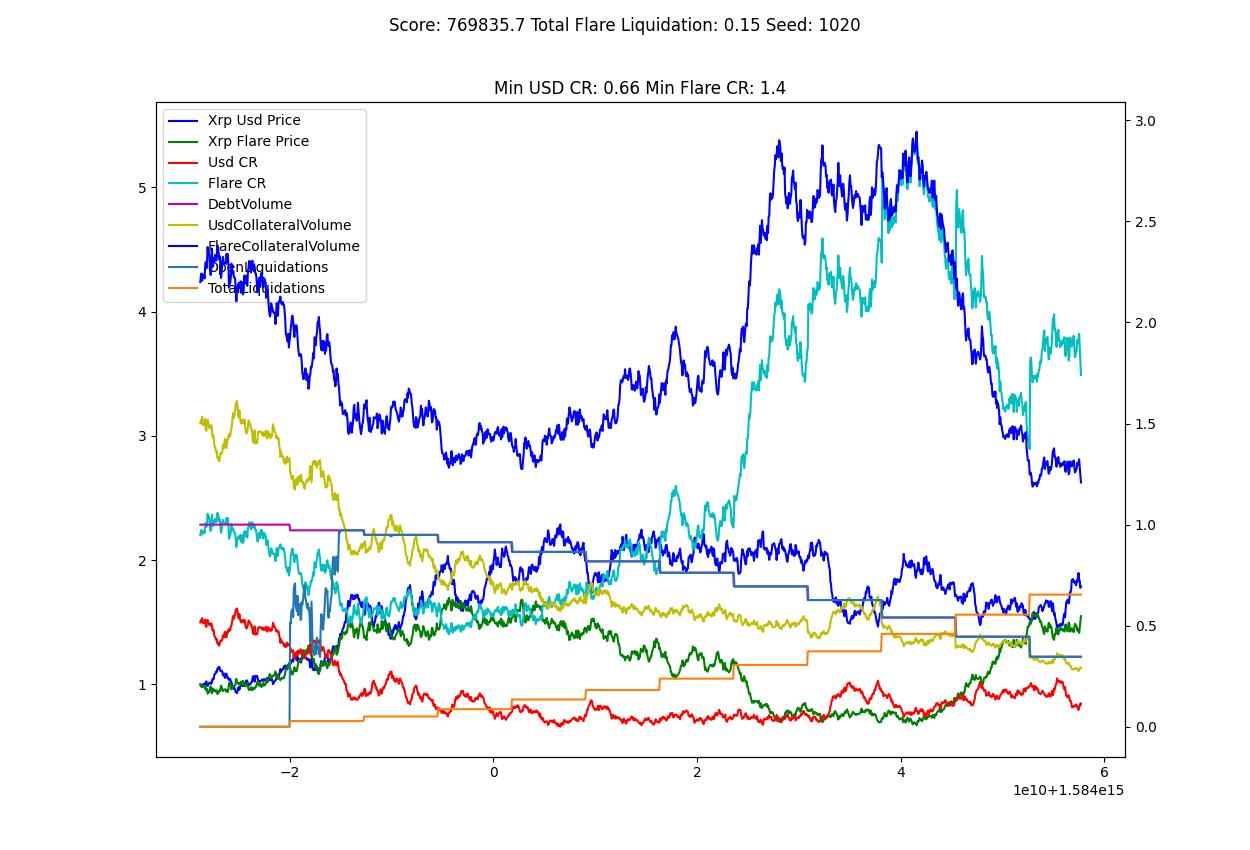 Score: 769835.7 Total Flare Liquidation: 0.15 Seed: 1020
Min USD CR: 0.66 Min Flare CR: 1.4
Xrp Usd Price
Xrp Flare Price
Usd CR
Flare CR
DebtVolume
UsdCollateralVolume
FlareCollateralVolume
OpenLiquidations
TotalLiquidations
5
4
3
2
1
3.0
2.5
2.0
1.5
1.0
0.5
0.0
−2
0
2
4
6
1e10+1.584e15